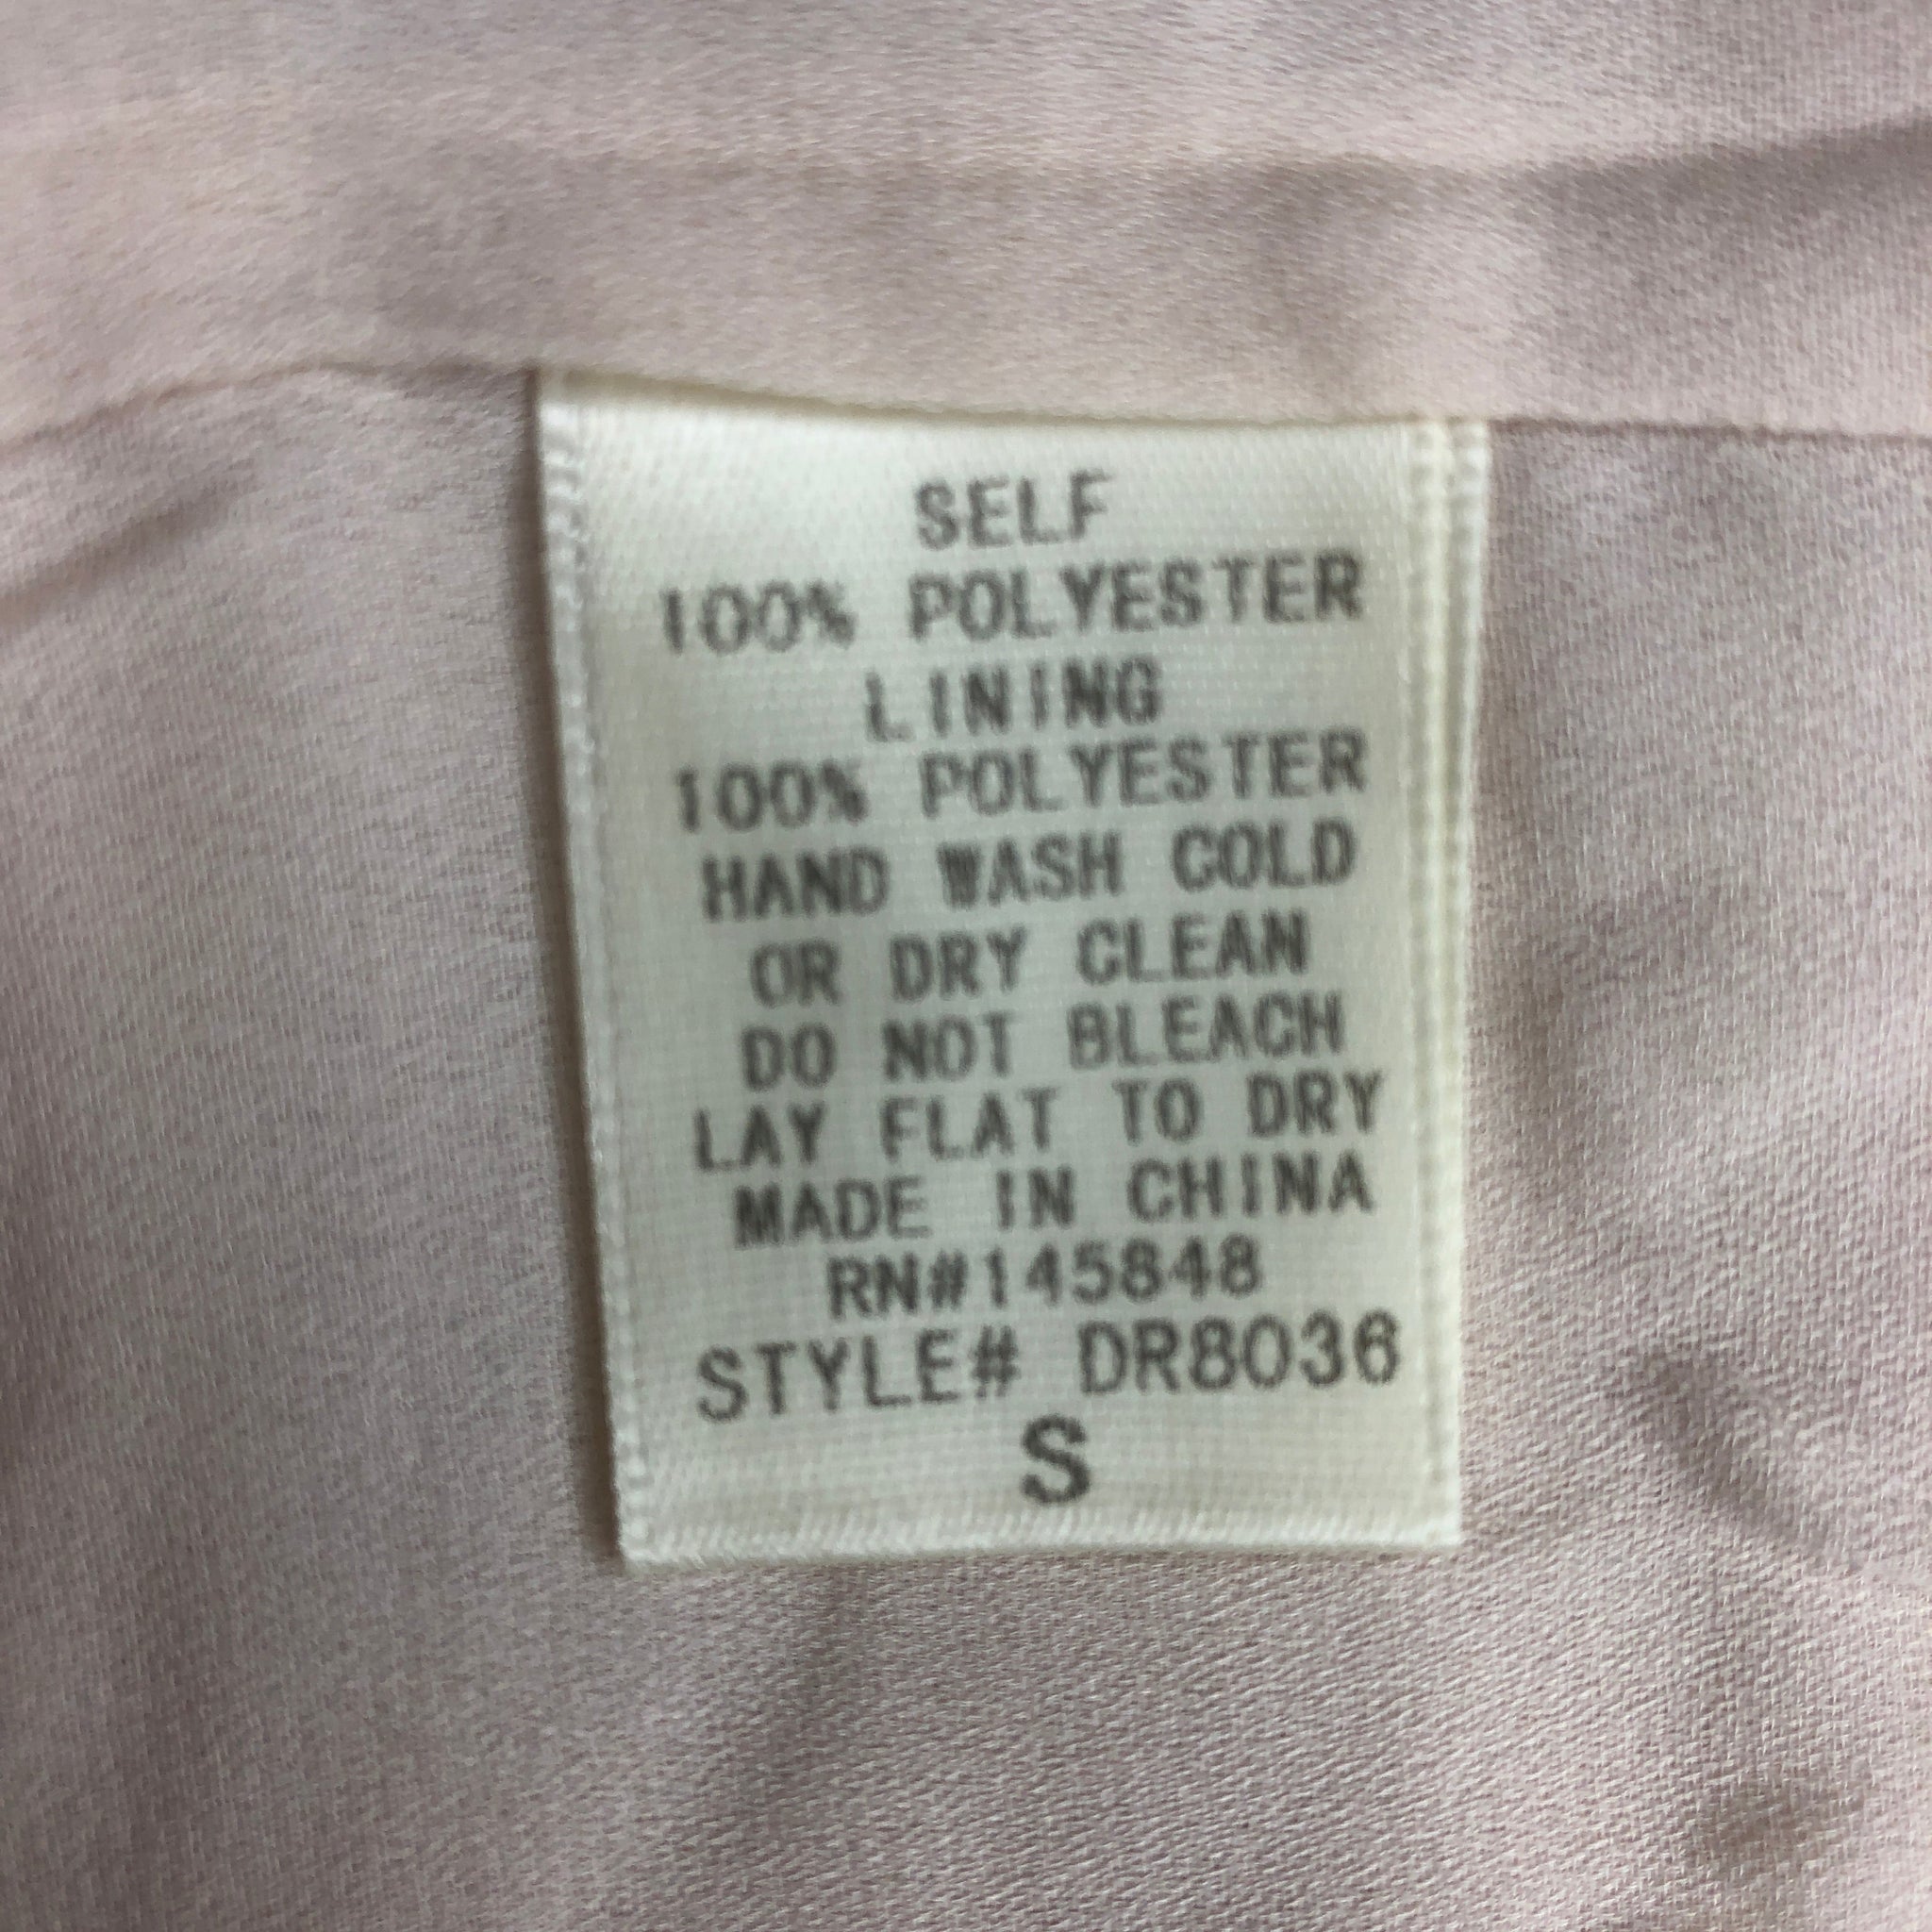 SELF
100% POLYESTER
LINING
100% POLYESTER
HAND WASH COLD
OR DRY CLEAN
DO NOT BLEACH
LAY FLAT TO DRY
MADE IN CHINA
RN#145848
STYLE# DR8036
S